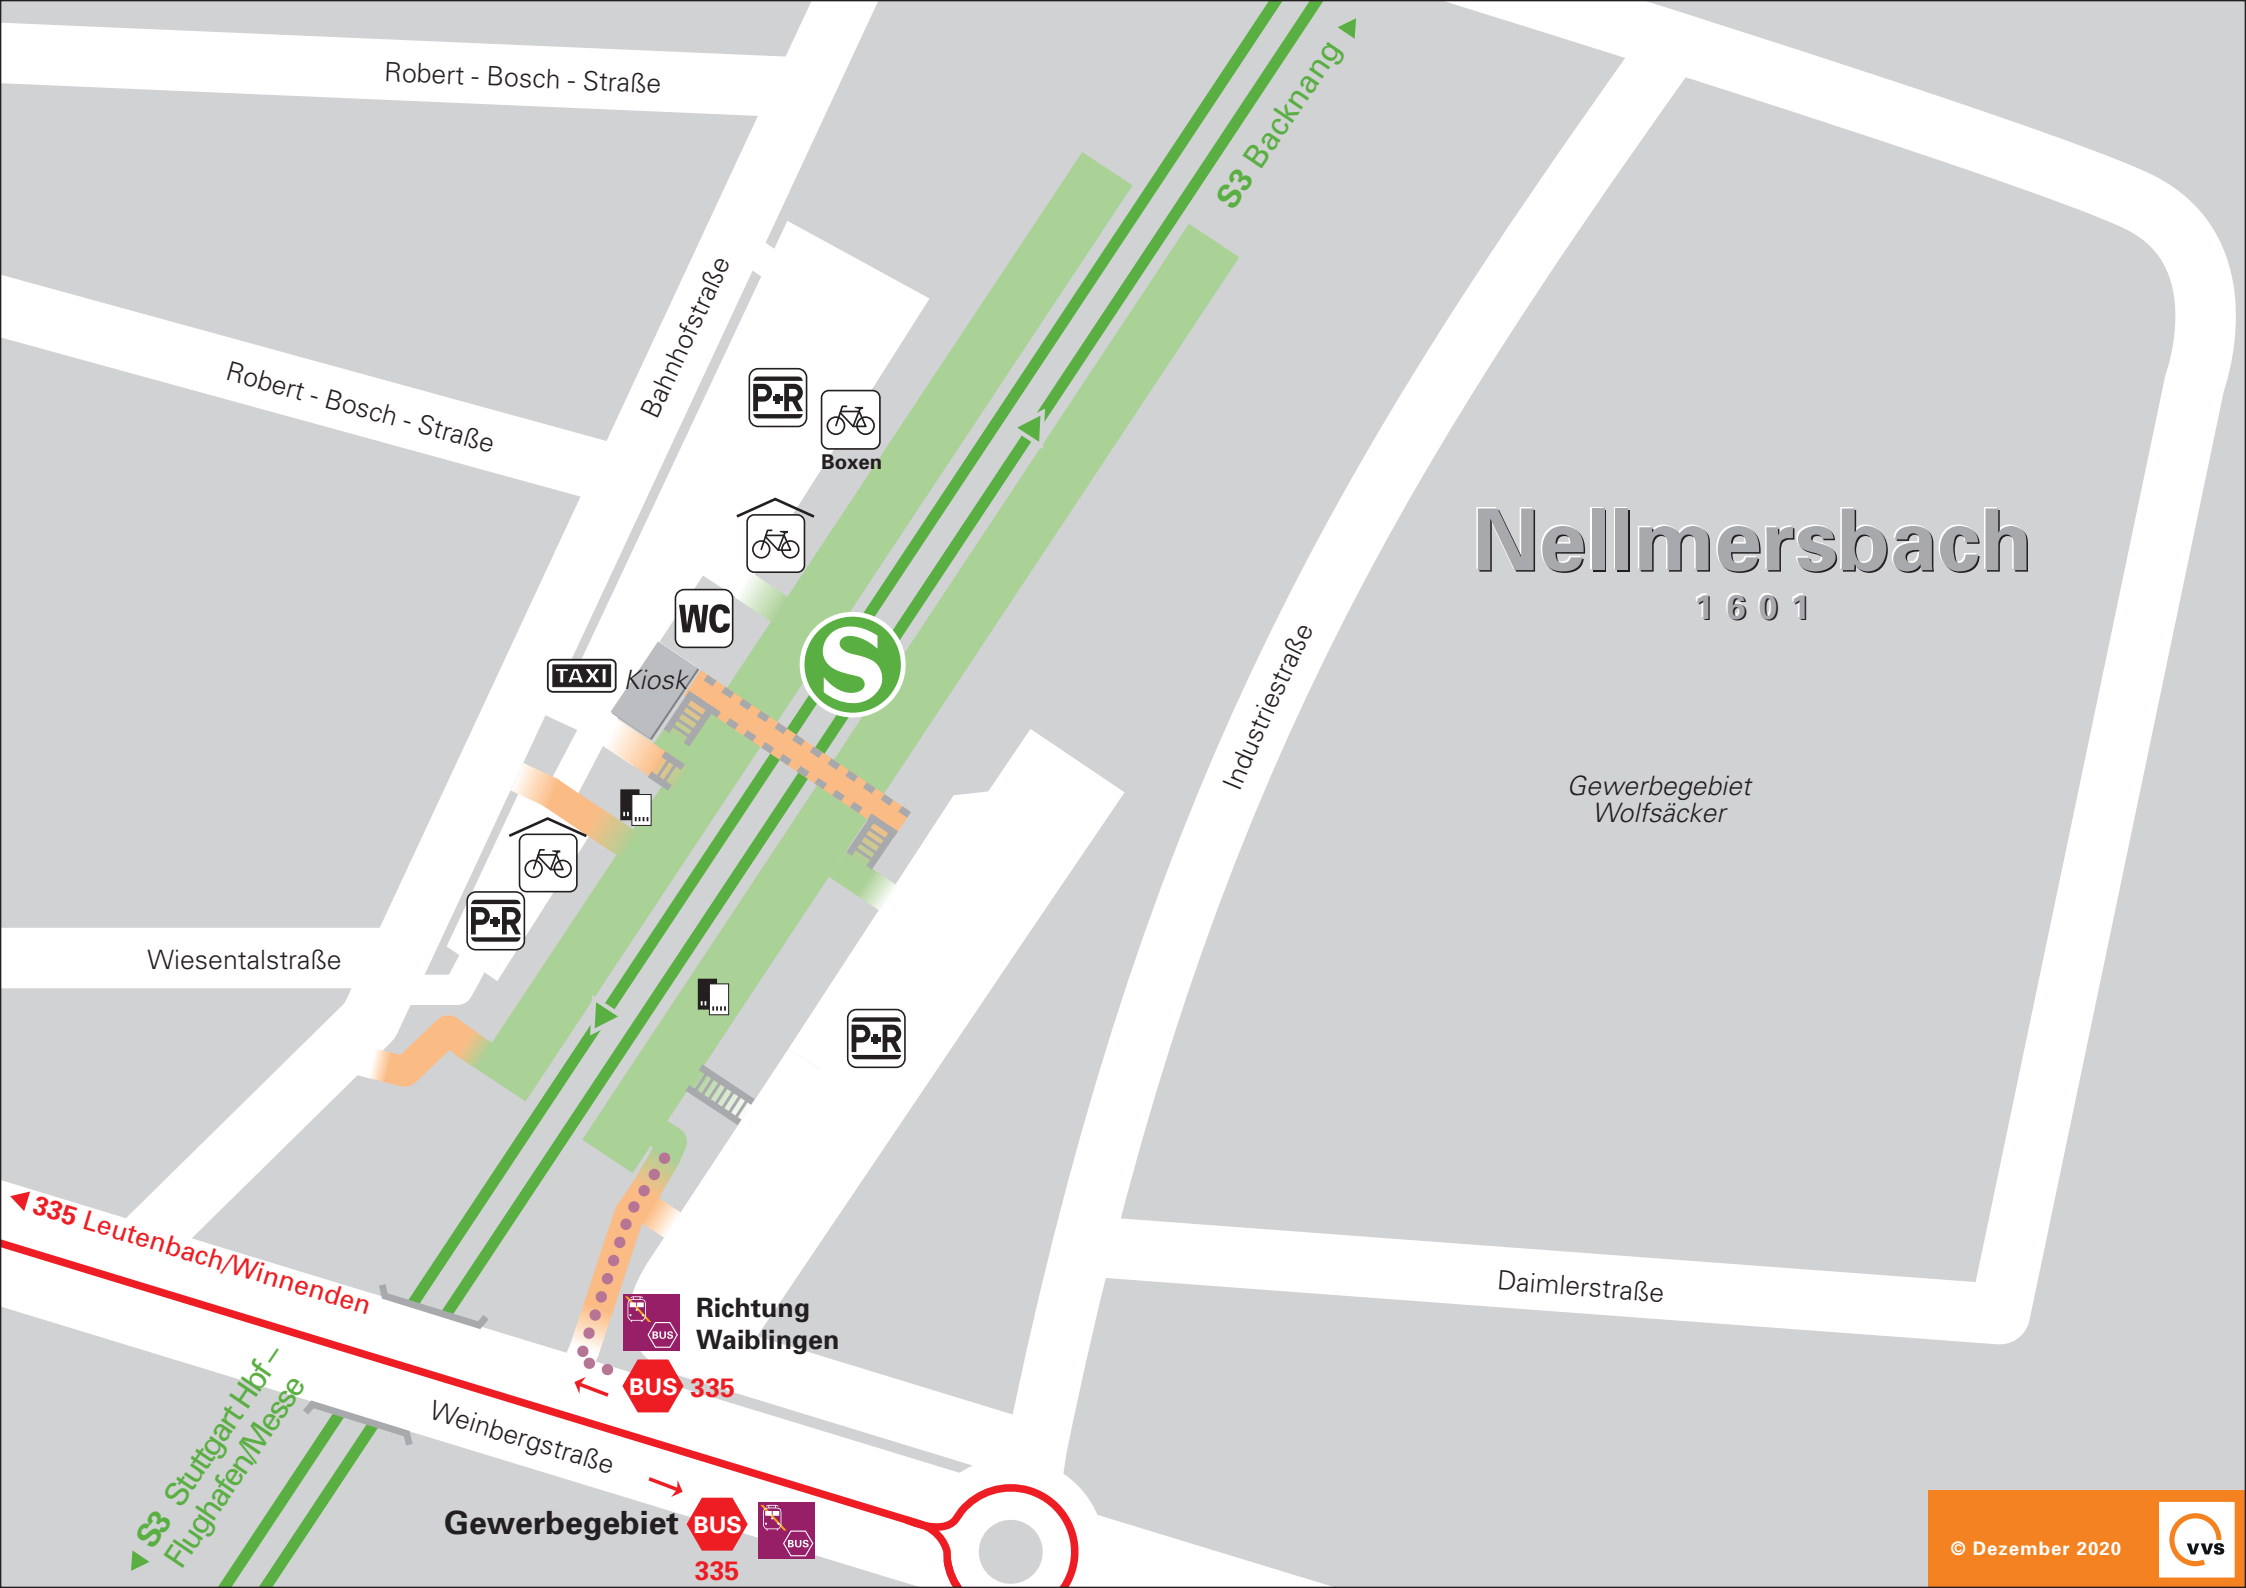 Robert - Bosch - Straße
S3 Backnang
Bahnhofstraße
Robert - Bosch - Straße
P+R
Boxen
Nellmersbach
1601
WC
S
TAXI
Kiosk
Industriestraße
Gewerbegebiet
Wolfsäcker
P+R
Wiesentalstraße
P+R
335 Leutenbach/Winnenden
Daimlerstraße
BUS
Richtung
Waiblingen
BUS 335
S3 Stuttgart Hbf –
Flughafen/Messe
Weinbergstraße
Gewerbegebiet BUS
BUS
335
© Dezember 2020
VVS